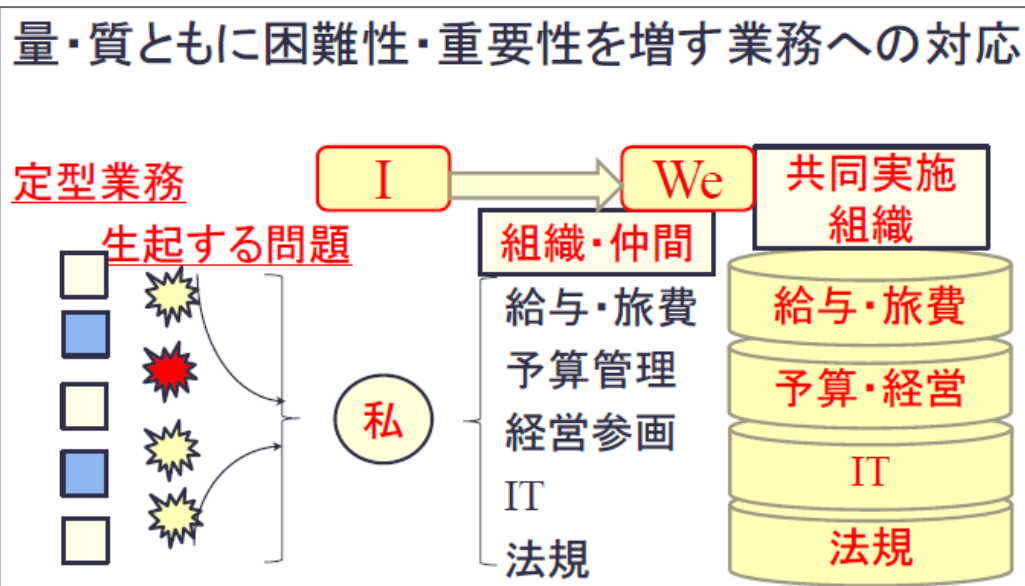 量・質ともに困難性・重要性を増す業務への対応
定型業務
生起する問題
I
We
共同実施
組織
組織・仲間
私
給与・旅費
予算管理
経営参画
IT
法規
給与・旅費
予算・経営
IT
法規